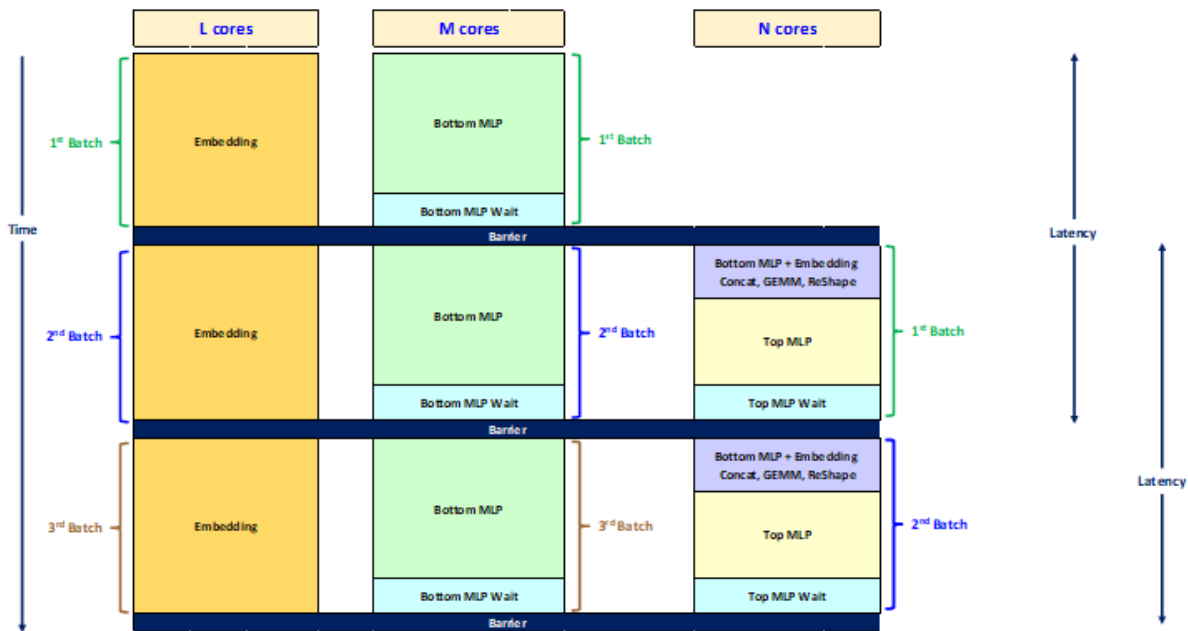 L cores
M cores
N cores
1st Batch
Embedding
Bottom MLP
1st Batch
Bottom MLP Wait
Time
Barrier
Latency
2nd Batch
Embedding
Bottom MLP
2nd Batch
Bottom MLP + Embedding
Concat, GEMM, ReShape
Top MLP
1st Batch
Bottom MLP Wait
Top MLP Wait
Barrier
Bottom MLP + Embedding
Concat, GEMM, ReShape
Latency
3rd Batch
Embedding
Bottom MLP
3rd Batch
Top MLP
2nd Batch
Bottom MLP Wait
Top MLP Wait
Barrier